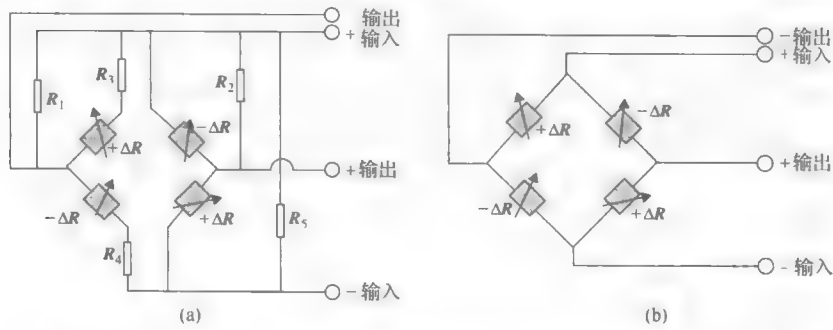 输出
+ 输入
R₁
R₃
R₂
+ΔR
-ΔR
+ 输出
-ΔR
+ΔR
R₄
R₅
- 输入
(a)
-输出
+ 输入
+ΔR
-ΔR
+ 输出
-ΔR
+ΔR
- 输入
(b)